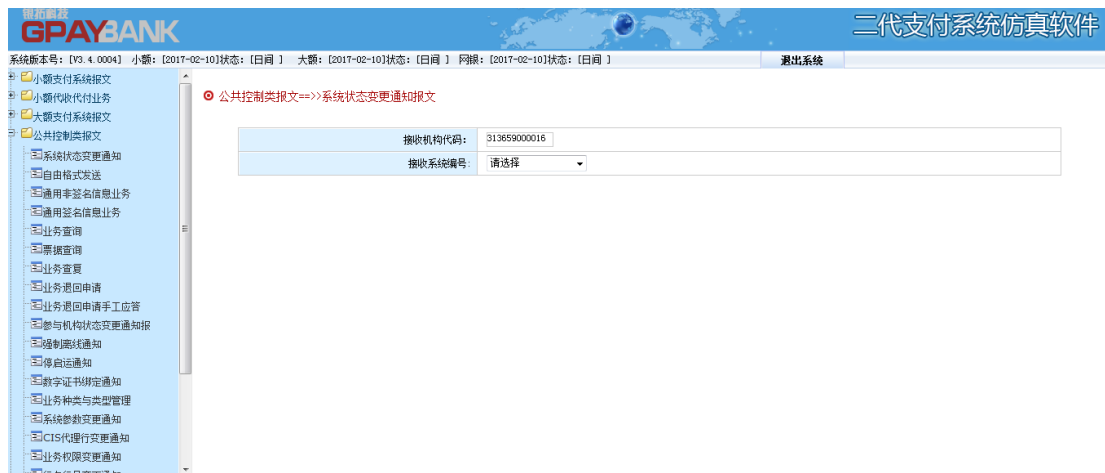 银拓科技
GPAYBANK
二代支付系统仿真软件
系统版本号: [V3.4.0004] 小额: [2017-02-10]状态: [日间 ] 大额: [2017-02-10]状态: [日间 ] 网银: [2017-02-10]状态: [日间 ] 退出系统
小额支付系统报文
小额代收代付业务
大额支付系统报文
公共控制类报文
系统状态变更通知
自由格式发送
通用非签名信息业务
通用签名信息业务
业务查询
票据查询
业务查复
业务退回申请
业务退回申请手工应答
参与机构状态变更通知报
强制离线通知
停启运通知
数字证书绑定通知
业务种类与类型管理
系统参数变更通知
CIS代理行变更通知
业务权限变更通知
公共控制类报文==>>系统状态变更通知报文
接收机构代码: 313659000016
接收系统编号: 请选择